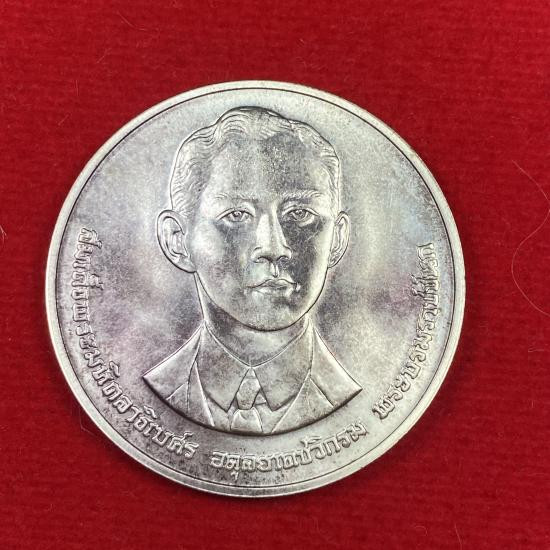 สมเด็จพระมหิตลาธิเบศร อดุลยเดชวิกรม พระบรมราชชนก